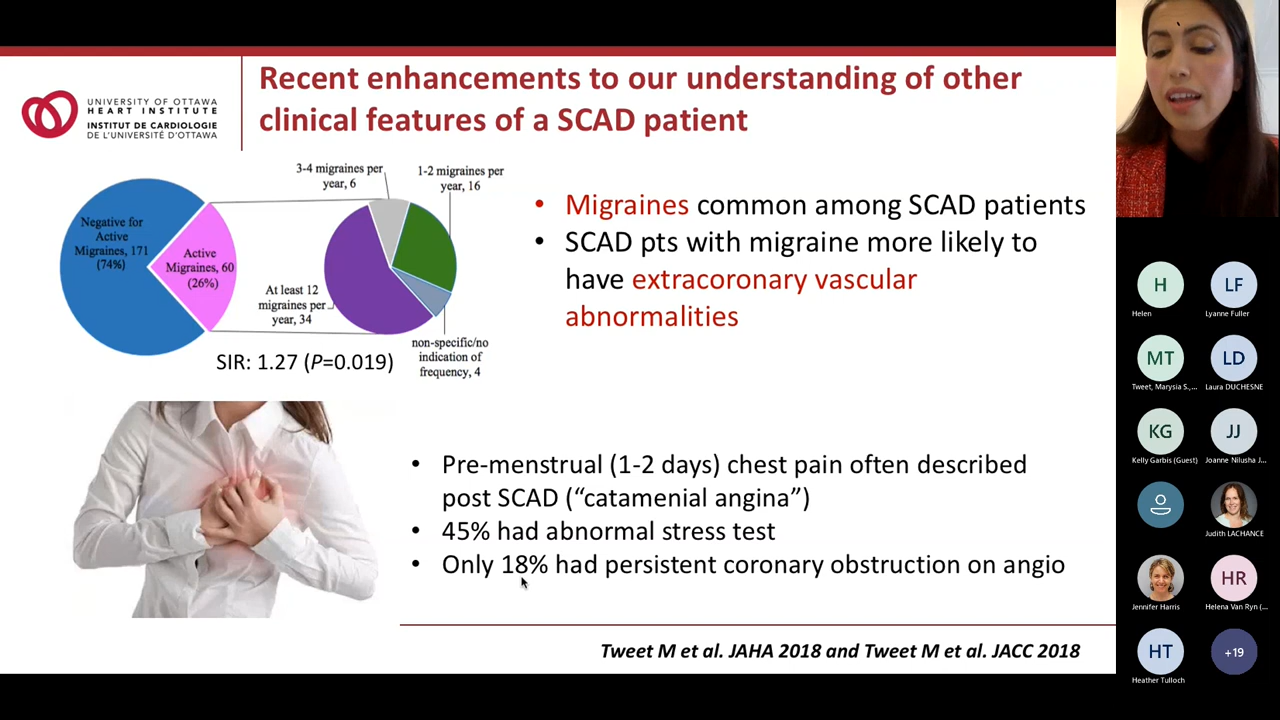 Recent enhancements to our understanding of other
clinical features of a SCAD patient
UNIVERSITY OF OTTAWA
HEART INSTITUTE
INSTITUT DE CARDIOLOGIE
DE L'UNIVERSITÉ D'OTTAWA
3-4 migraines per
year, 6
1-2 migraines per
year, 16
Negative for
Active
Migraines, 171
(74%)
Active
Migraines, 60
(26%)
At least 12
migraines per
year, 34
non-specific/no
indication of
frequency, 4
SIR: 1.27 (P=0.019)
• Migraines common among SCAD patients
• SCAD pts with migraine more likely to
have extracoronary vascular
abnormalities
• Pre-menstrual (1-2 days) chest pain often described
post SCAD (“catamenial angina”)
• 45% had abnormal stress test
• Only 18% had persistent coronary obstruction on angio
Tweet M et al. JAHA 2018 and Tweet M et al. JACC 2018
H
Helen
LF
Lyanne Fuller
MT
Tweet, Marysia S.,...
LD
Laura DUCHESNE
KG
Kelly Garbis (Guest)
JJ
Joanne Nilusha J...
Judith LACHANCE
Jennifer Harris
HR
Helena Van Ryn (...
HT
Heather Tulloch
+19